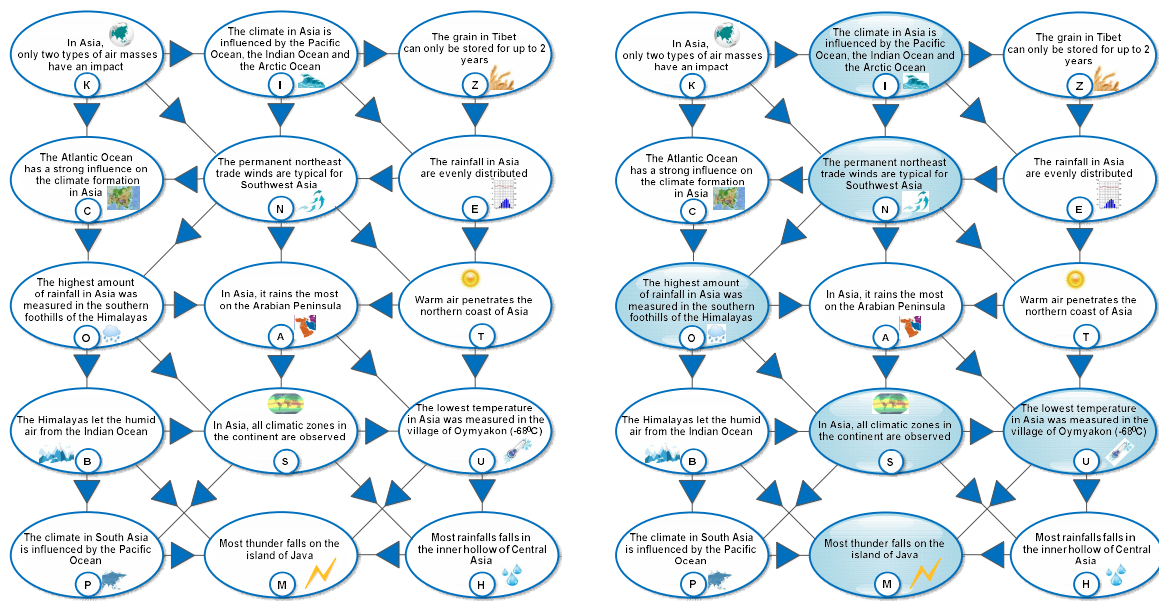 In Asia,
only two types of air masses
have an impact
K
The climate in Asia is
influenced by the Pacific
Ocean, the Indian Ocean and
the Arctic Ocean
I
The grain in Tibet
can only be stored for up to 2
years
Z
The Atlantic Ocean
has a strong influence on
the climate formation
in Asia
C
The permanent northeast
trade winds are typical for
Southwest Asia
N
The rainfall in Asia
are evenly distributed
E
The highest amount
of rainfall in Asia was
measured in the southern
foothills of the Himalayas
O
In Asia, it rains the most
on the Arabian Peninsula
A
Warm air penetrates the
northern coast of Asia
T
The Himalayas let the humid
air from the Indian Ocean
B
In Asia, all climatic zones in
the continent are observed
S
The lowest temperature
in Asia was measured in the
village of Oymyakon (-68ºC)
U
The climate in South Asia
is influenced by the Pacific
Ocean
P
Most thunder falls on the
island of Java
M
Most rainfalls falls in
the inner hollow of Central
Asia
H
In Asia,
only two types of air masses
have an impact
K
The climate in Asia is
influenced by the Pacific
Ocean, the Indian Ocean and
the Arctic Ocean
I
The grain in Tibet
can only be stored for up to 2
years
Z
The Atlantic Ocean
has a strong influence on
the climate formation
in Asia
C
The permanent northeast
trade winds are typical for
Southwest Asia
N
The rainfall in Asia
are evenly distributed
E
The highest amount
of rainfall in Asia was
measured in the southern
foothills of the Himalayas
O
In Asia, it rains the most
on the Arabian Peninsula
A
Warm air penetrates the
northern coast of Asia
T
The Himalayas let the humid
air from the Indian Ocean
B
In Asia, all climatic zones in
the continent are observed
S
The lowest temperature
in Asia was measured in the
village of Oymyakon (-68ºC)
U
The climate in South Asia
is influenced by the Pacific
Ocean
P
Most thunder falls on the
island of Java
M
Most rainfalls falls in
the inner hollow of Central
Asia
H